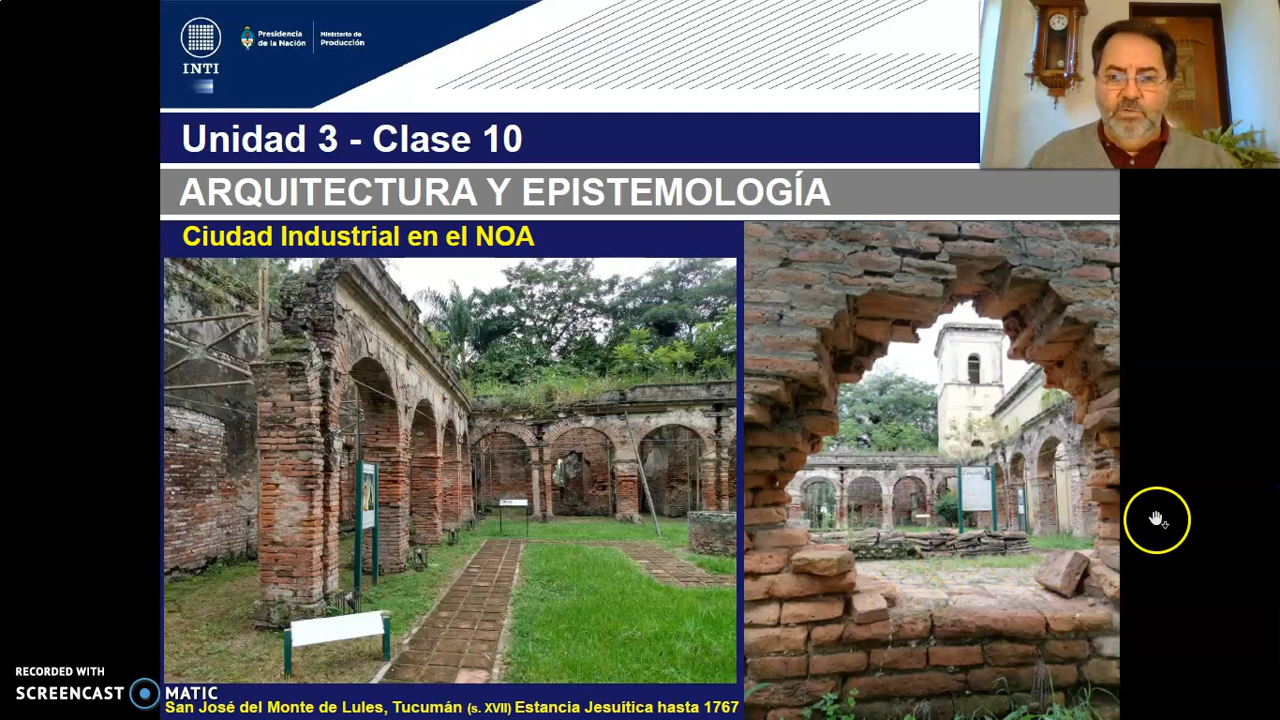 INTI
Presidencia
de la Nación
Ministerio de
Producción
Unidad 3 - Clase 10
ARQUITECTURA Y EPISTEMOLOGÍA
Ciudad Industrial en el NOA
RECORDED WITH
SCREENCAST MATIC
San José del Monte de Lules, Tucumán (s. XVII) Estancia Jesuítica hasta 1767